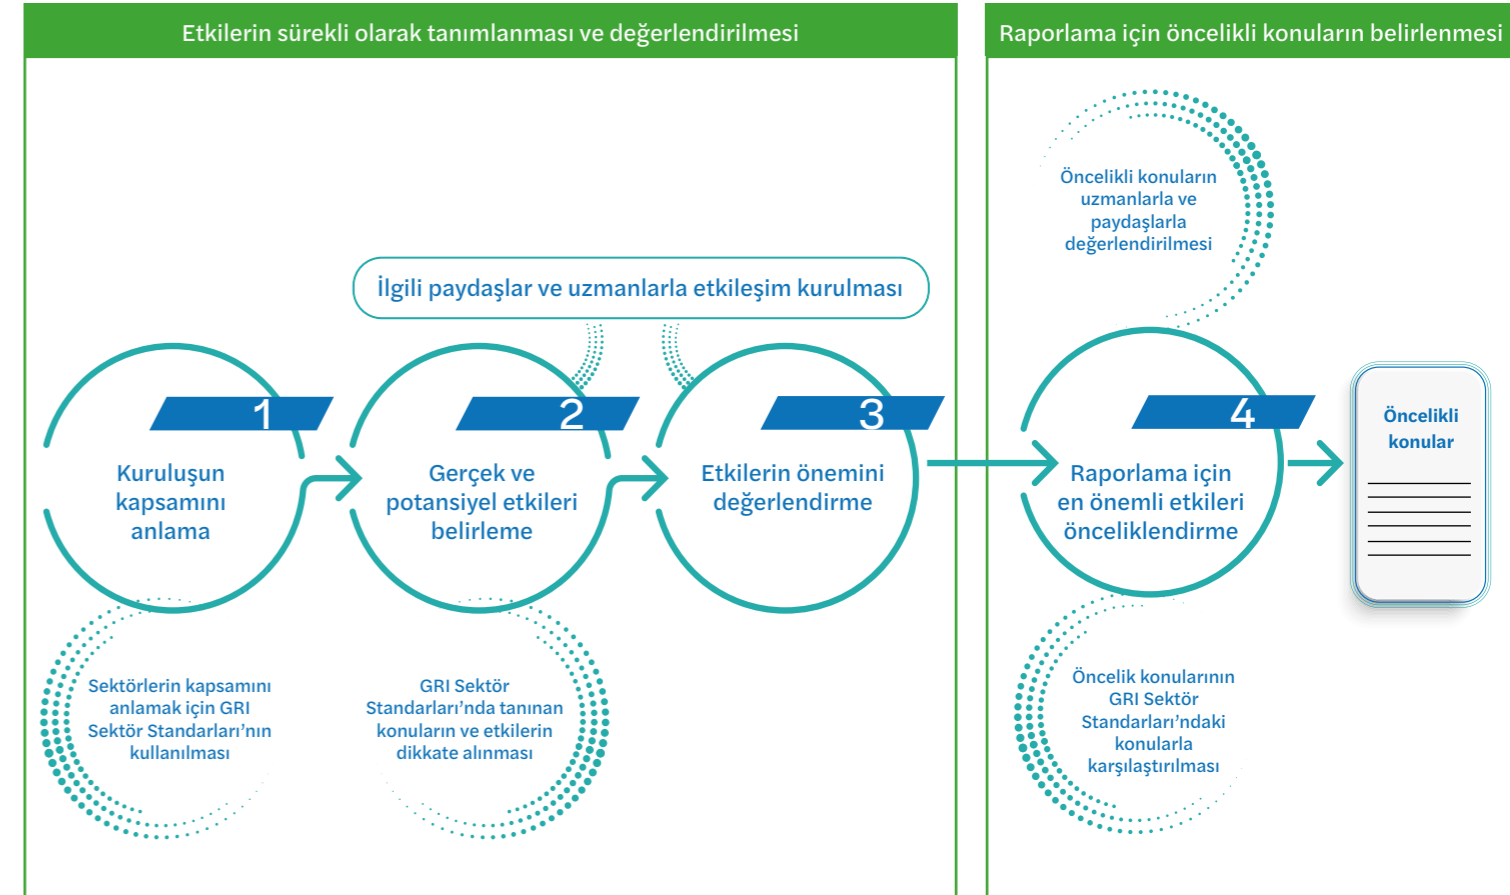 Etkilerin sürekli olarak tanımlanması ve değerlendirilmesi
İlgili paydaşlar ve uzmanlarla etkileşim kurulması
1
Kuruluşun
kapsamını
anlama
Sektörlerin kapsamını
anlamak için GRI
Sektör Standarları’nın
kullanılması
2
Gerçek ve
potansiyel etkileri
belirleme
GRI Sektör
Standarları’nda tanınan
konuların ve etkilerin
dikkate alınması
3
Etkilerin önemini
değerlendirme
Raporlama için öncelikli konuların belirlenmesi
Öncelikli konuların
uzmanlarla ve
paydaşlarla
değerlendirilmesi
4
Raporlama için
en önemli etkileri
önceliklendirme
Öncelik konularının
GRI Sektör
Standarları’ndaki
konularla
karşılaştırılması
Öncelikli
konular